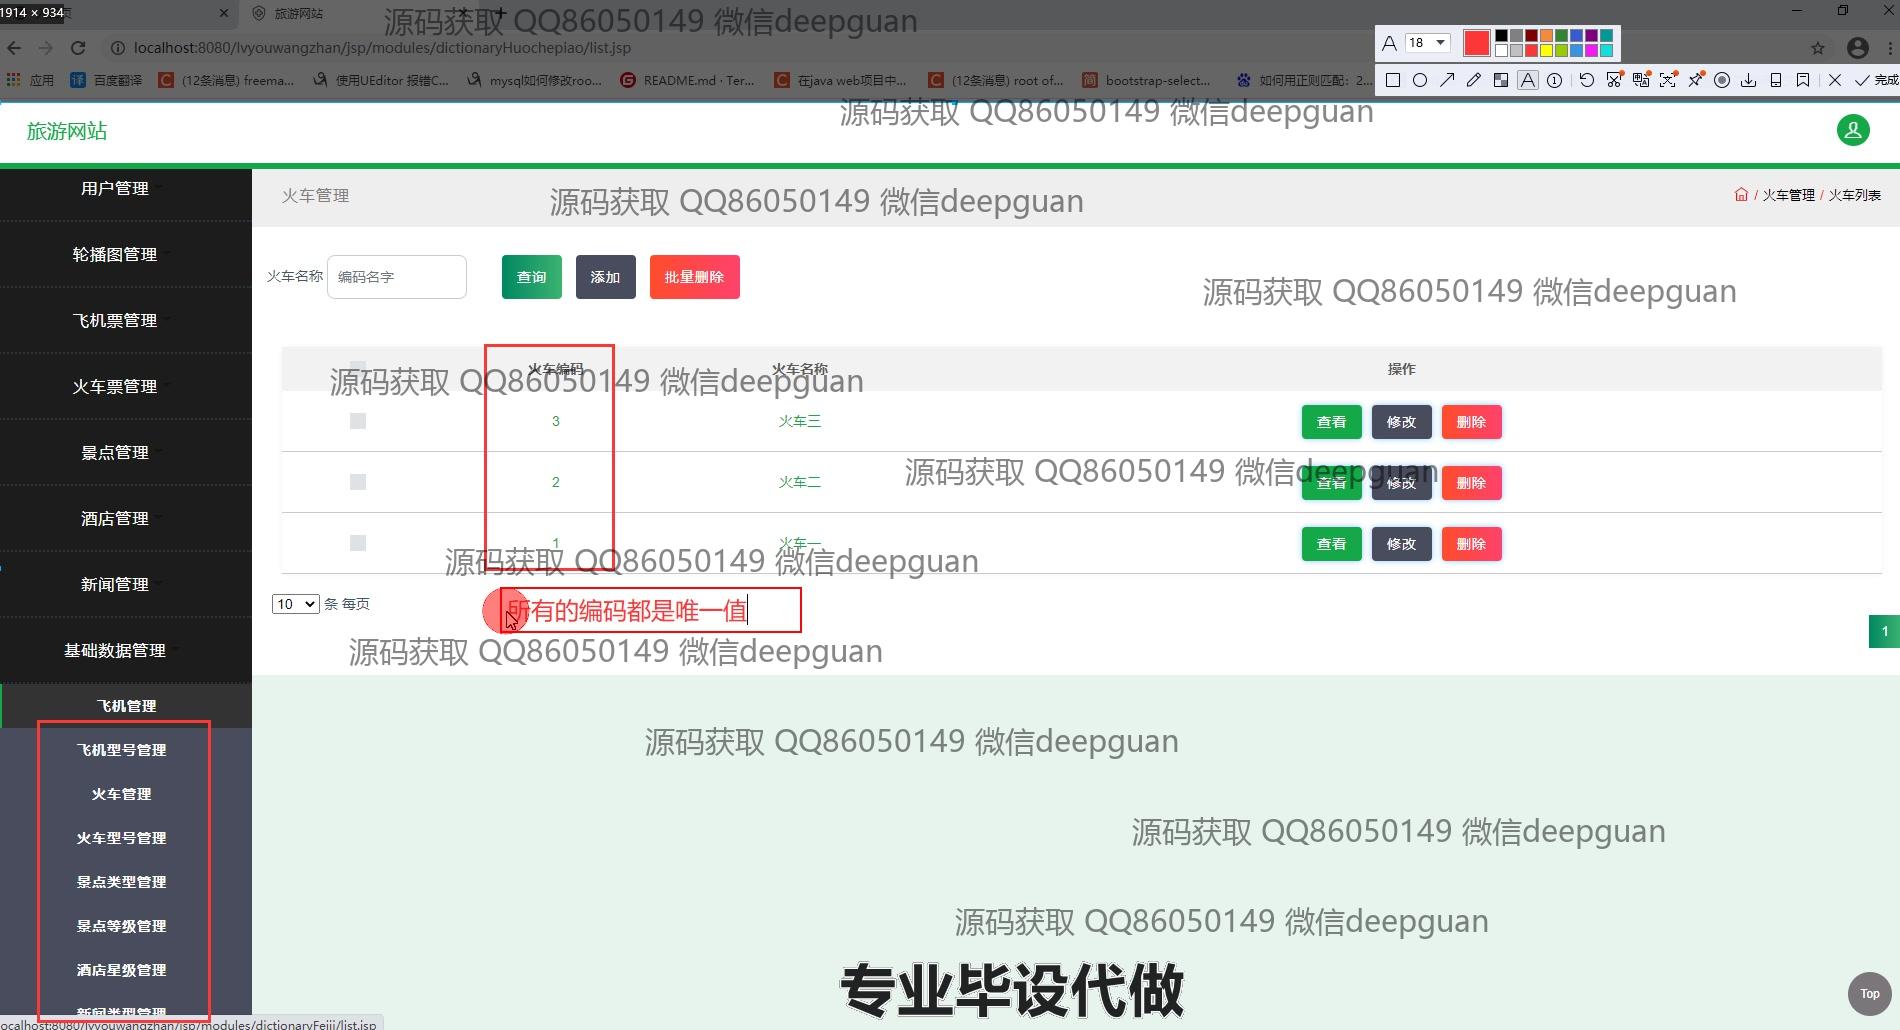 1914 × 934
旅游网站
源码获取 QQ86050149 微信deepguan
localhost:8080/lvyouwangzhan/jsp/modules/dictionaryHuochepiao/list.jsp
A 18
应用 百度翻译 (12条消息) freema... 使用UEditor 报错C... mysql如何修改roo... README.md · Ter... 在java web项目中... (12条消息) root of... bootstrap-select... 如何用正则匹配：2... 完成
源码获取 QQ86050149 微信deepguan
旅游网站
用户管理
火车管理
源码获取 QQ86050149 微信deepguan
/ 火车管理 / 火车列表
轮播图管理
火车名称 编码名字 查询 添加 批量删除
源码获取 QQ86050149 微信deepguan
飞机票管理
火车编码 火车名称 操作
源码获取 QQ86050149 微信deepguan
火车票管理
3 火车三 查看 修改 删除
景点管理
源码获取 QQ86050149 微信deepguan
2 火车二 查看 修改 删除
酒店管理
1 火车一 查看 修改 删除
源码获取 QQ86050149 微信deepguan
新闻管理
10 条 每页
所有的编码都是唯一值
1
源码获取 QQ86050149 微信deepguan
基础数据管理
飞机管理
源码获取 QQ86050149 微信deepguan
飞机型号管理
火车管理
源码获取 QQ86050149 微信deepguan
火车型号管理
景点类型管理
源码获取 QQ86050149 微信deepguan
景点等级管理
酒店星级管理
专业毕设代做
Top
新闻类型管理
ocalhost:8080/lvyouwangzhan/jsp/modules/dictionaryFeiji/list.jsp